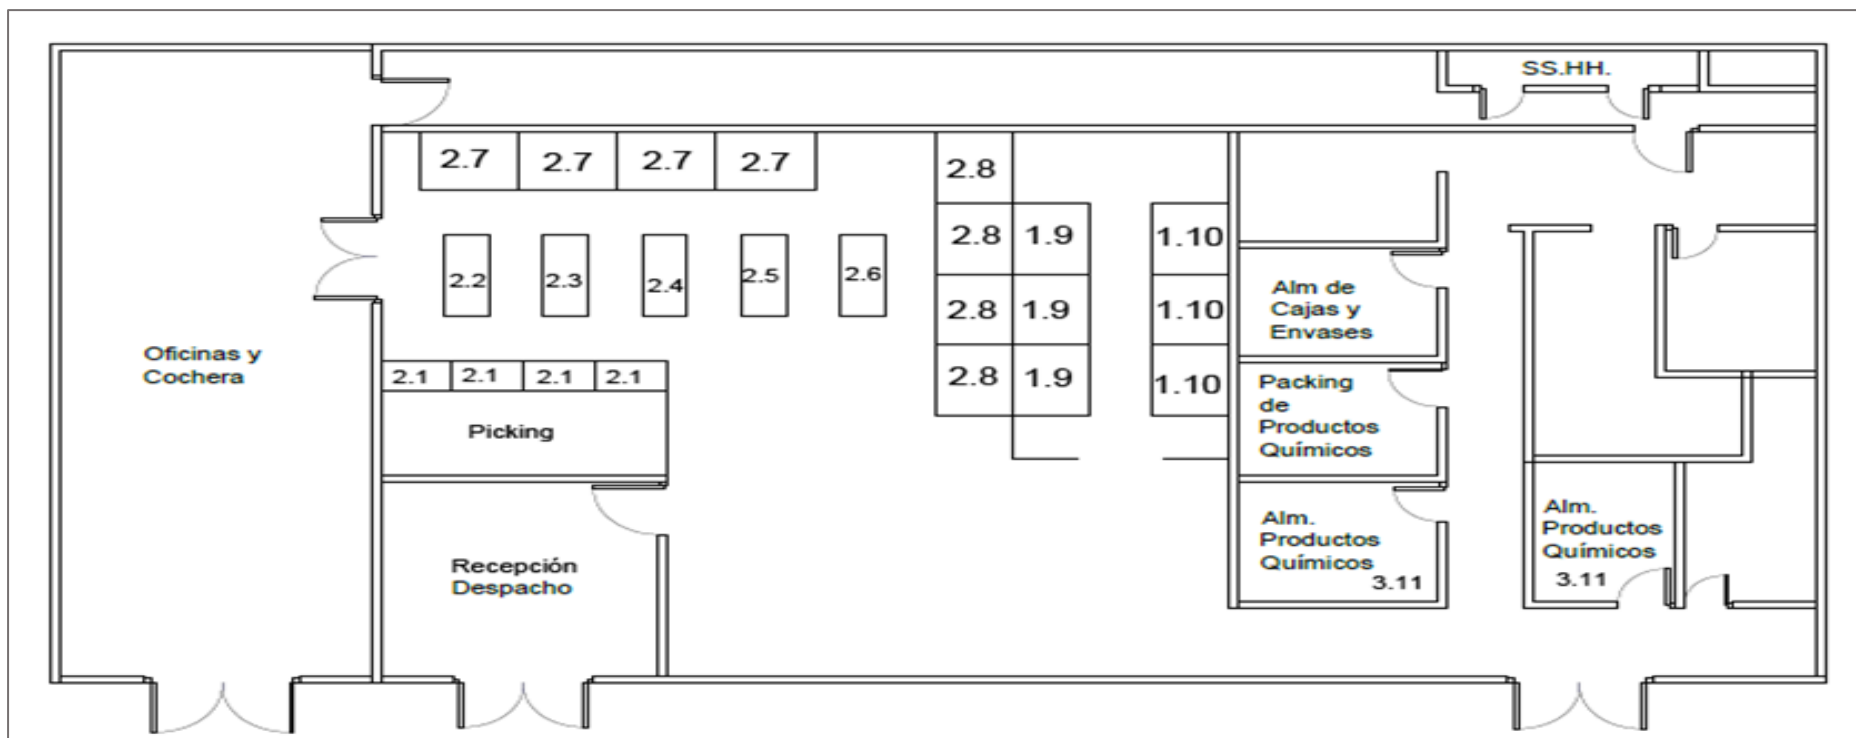 SS.HH.
2.7 2.7 2.7 2.7
2.8
2.8 1.9 1.10
2.2 2.3 2.4 2.5 2.6
2.8 1.9 1.10
2.8 1.9 1.10
Alm de
Cajas y
Envases
Oficinas y
Cochera
2.1 2.1 2.1 2.1
Picking
Packing
de
Productos
Químicos
Recepción
Despacho
Alm.
Productos
Químicos
3.11
Alm.
Productos
Químicos
3.11